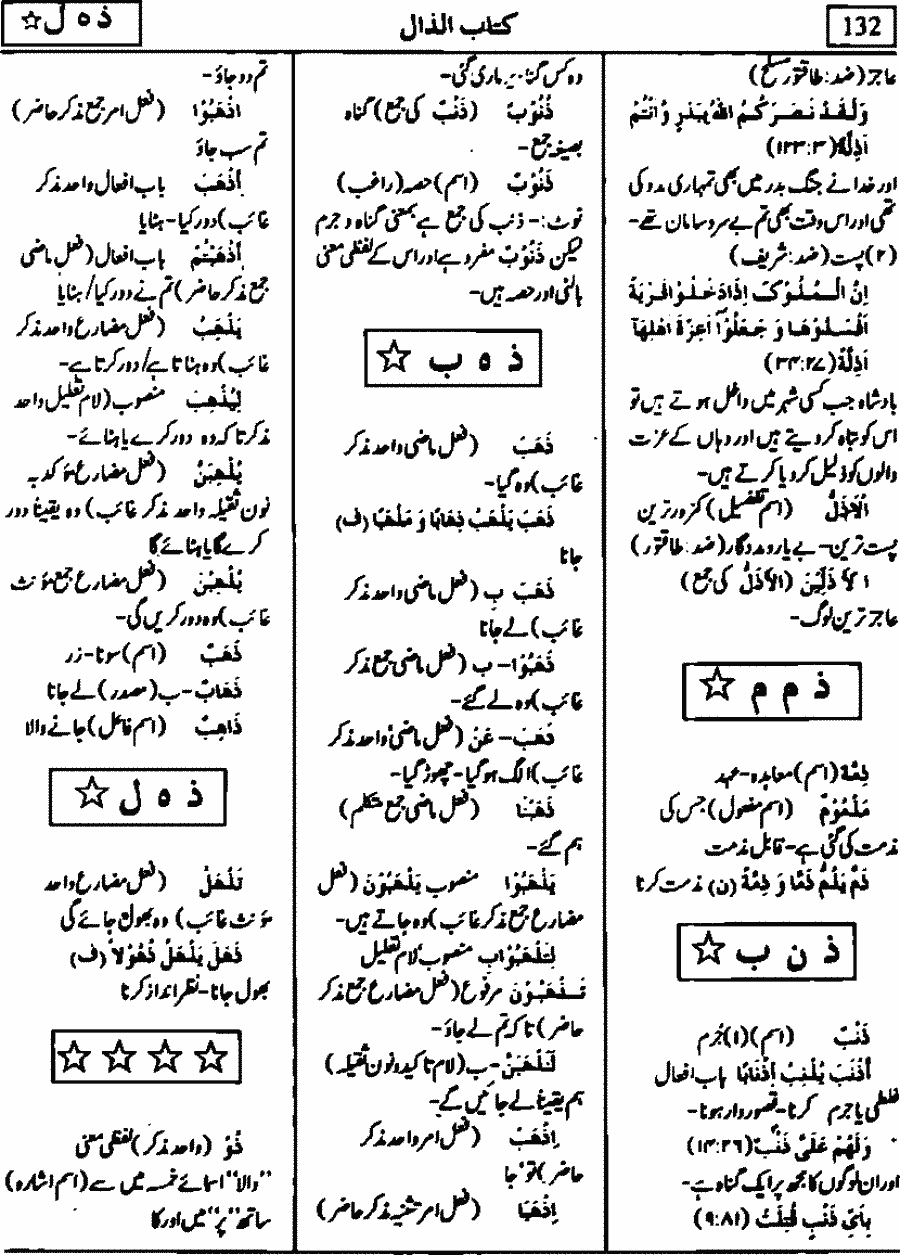 132
کتاب الذال
ذ ہ ل ☆
عاجز (ضد: طاقتور مسلح)
وَلَقَدْ نَصَرَكُمُ اللهُ بِبَدْرٍ وَّاَنْتُمْ
اَذِلَّةٌ (۱۲۳:۳)
اور خدا نے جنگ بدر میں بھی تمہاری مدد کی
تھی اور اس وقت بھی تم بے سروسامان تھے-
(۲) پست (ضد: شریف)
اِنَّ الْمُلُوْکَ اِذَا دَخَلُوْا قَرْيَةً
اَفْسَدُوْهَا وَ جَعَلُوْٓا اَعِزَّةَ اَهْلِهَآ
اَذِلَّةً (۳۴:۲۷)
بادشاہ جب کسی شہر میں داخل ہوتے ہیں تو
اس کو تباہ کر دیتے ہیں اور وہاں کے عزت
والوں کو ذلیل کر دیا کرتے ہیں-
اَلْاَذَلُّ (اسم تفضیل) کمزور ترین
پست ترین- بے یارو مددگار (ضد: طاقتور)
الاَذَلِّيْنَ (الاَذَلُّ کی جمع)
عاجز ترین لوگ-
ذ م م ☆
ذِمَّةً (اسم) معاہدہ- عہد
مَذْمُوْمٌ (اسم مفعول) جس کی
مذمت کی گئی ہے- قابل مذمت
ذَمَّ يَذُمُّ ذَمًّا وَ ذِمَّةً (ن) مذمت کرنا
ذ ن ب ☆
ذَنْبٌ (اسم) (۱) جُرم
اَذْنَبَ يُذْنِبُ اِذْنَابًا باب افعال
غلطی یا جرم کرنا- قصوروار ہونا-
وَلَهُمْ عَلَيَّ ذَنْبٌ (۱۴:۲۶)
اور ان لوگوں کا مجھ پر ایک گناہ ہے-
بِاَيِّ ذَنْبٍ قُتِلَتْ (۹:۸۱)
وہ کس گناہ پر ماری گئی-
ذُنُوْبٌ (ذَنْبٌ کی جمع) گناہ
بصیغہ جمع-
ذَنُوْبٌ (اسم) حصہ (راغب)
نوٹ:- ذنب کی جمع ہے بمعنی گناہ و جرم
لیکن ذَنُوْبٌ مفرد ہے اور اس کے لفظی معنی
بالٹی اور حصہ ہیں-
ذ ہ ب ☆
ذَهَبَ (فعل ماضی واحد مذکر
غائب) وہ گیا-
ذَهَبَ يَذْهَبُ ذِهَابًا وَ مَذْهَبًا (ف)
جانا
ذَهَبَ بِ (فعل ماضی واحد مذکر
غائب) لے جانا
ذَهَبُوْا- ب (فعل ماضی جمع مذکر
غائب) وہ لے گئے-
ذَهَبَ- عَنْ (فعل ماضی واحد مذکر
غائب) الگ ہو گیا- چھوڑ گیا-
ذَهَبْنَا (فعل ماضی جمع متکلم)
ہم گئے-
يَذْهَبُوْا منصوب يَذْهَبُوْنَ (فعل
مضارع جمع مذکر غائب) وہ جاتے ہیں-
لِتَذْهَبُوْا ب منصوب لام تعلیل
تَذْهَبُوْنَ مرفوع (فعل مضارع جمع مذکر
حاضر) تاکہ تم لے جاؤ-
لَنَذْهَبَنَّ- ب (لام تاکید و نون ثقیلہ)
ہم یقیناً لے جائیں گے-
اِذْهَبْ (فعل امر واحد مذکر
حاضر) تو جا
اِذْهَبَا (فعل امر تثنیہ مذکر حاضر)
تم دو جاؤ-
اذْهَبُوْا (فعل امر جمع مذکر حاضر)
تم سب جاؤ
اَذْهَبَ باب افعال واحد مذکر
غائب) دور کیا- ہٹایا
اَذْهَبْتُمْ باب افعال (فعل ماضی
جمع مذکر حاضر) تم نے دور کیا/ ہٹایا
يُذْهِبُ (فعل مضارع واحد مذکر
غائب) وہ ہٹاتا ہے/ دور کرتا ہے-
لِيُذْهِبَ منصوب (لام تعلیل واحد
مذکر تاکہ وہ دور کرے یا ہٹائے-
يُذْهِبَنَّ (فعل مضارع مؤکد بہ
نون ثقیلہ واحد مذکر غائب) وہ یقیناً دور
کرے گا یا ہٹائے گا
يُذْهِبْنَ (فعل مضارع جمع مؤنث
غائب) وہ دور کریں گی-
ذَهَبٌ (اسم) سونا- زر
ذَهَابٌ- ب (مصدر) لے جانا
ذَاهِبٌ (اسم فاعل) جانے والا
ذ ہ ل ☆
تَذْهَلُ (فعل مضارع واحد
مؤنث غائب) وہ بھول جائے گی
ذَهَلَ يَذْهَلُ ذُهُوْلاً (ف)
بھول جانا- نظر انداز کرنا
☆ ☆ ☆ ☆
ذُوْ (واحد مذکر) لفظی معنی
"والا" اسمائے خمسہ میں سے (اسم اشارہ)
ساتھ "پر" میں اور کا